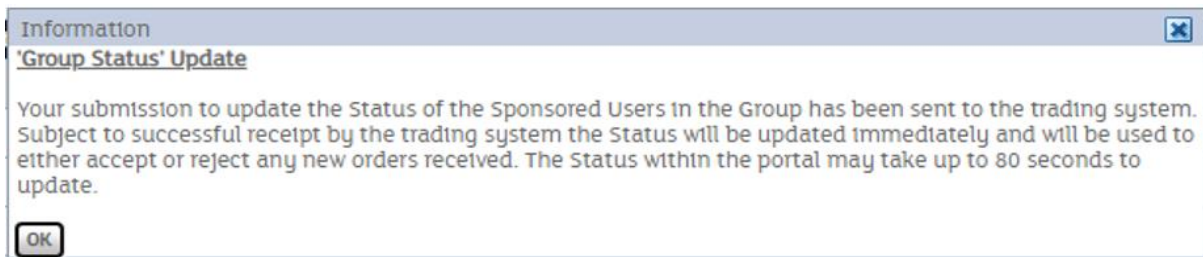 Information
'Group Status' Update
Your submission to update the Status of the Sponsored Users in the Group has been sent to the trading system.
Subject to successful receipt by the trading system the Status will be updated immediately and will be used to
either accept or reject any new orders received. The Status within the portal may take up to 80 seconds to
update.
OK